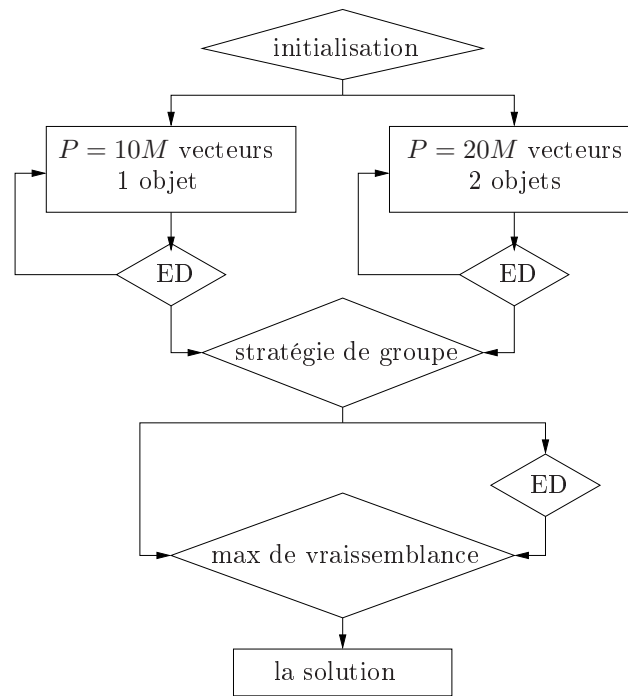 initialisation
P = 10M vecteurs
1 objet
P = 20M vecteurs
2 objets
ED
ED
stratégie de groupe
ED
max de vraissemblance
la solution